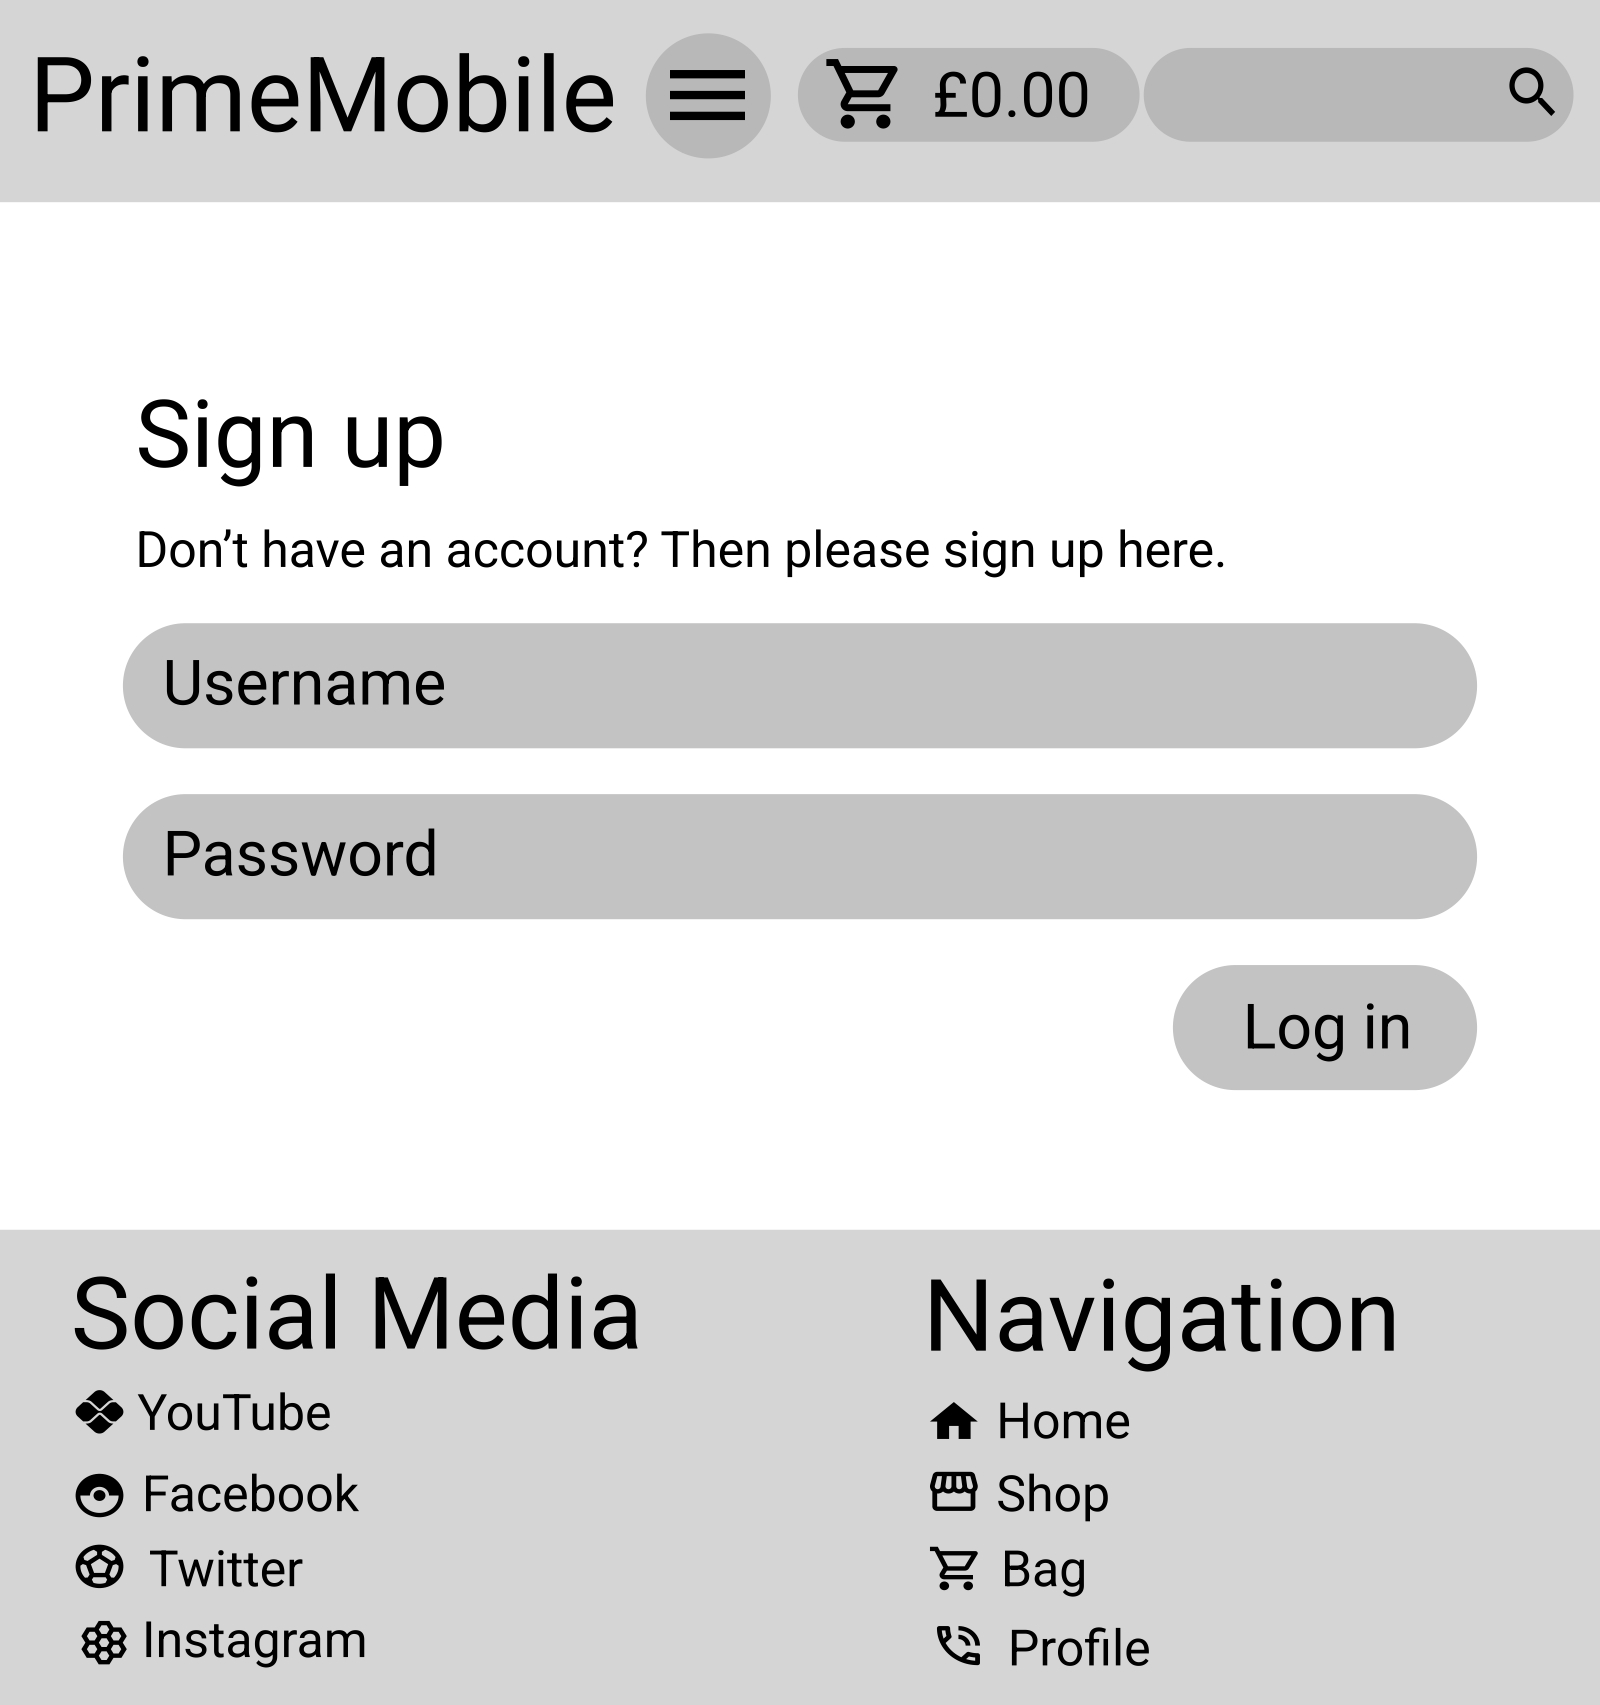 PrimeMobile
£0.00
Sign up
Don’t have an account? Then please sign up here.
Username
Password
Log in
Social Media
YouTube
Facebook
Twitter
Instagram
Navigation
Home
Shop
Bag
Profile